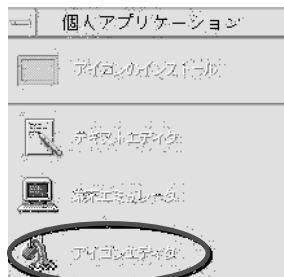 個人アプリケーション
アイコンのインストール
テキストエディタ
端末エミュレータ
アイコンエディタ